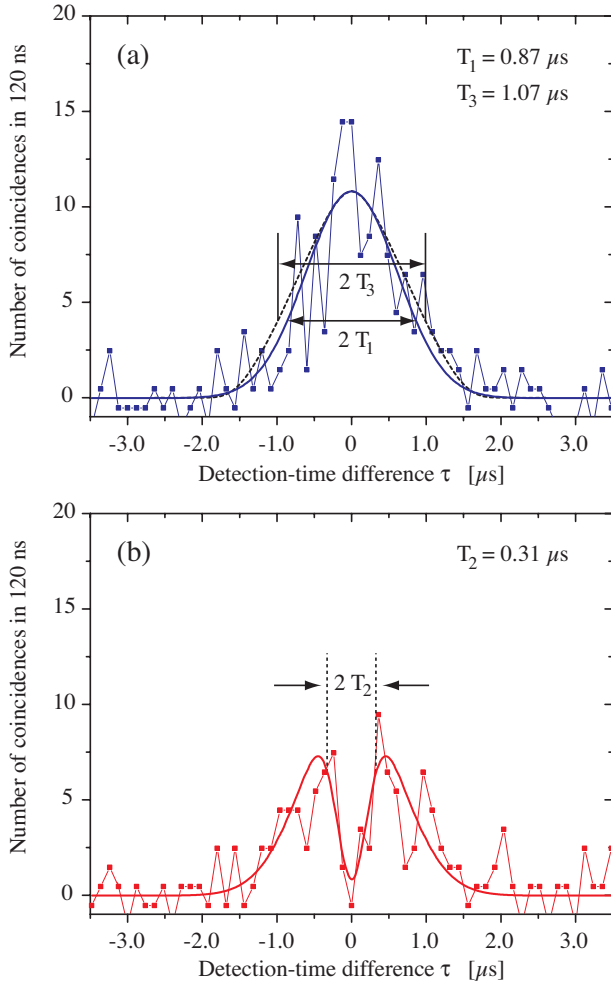 (a)
T₁ = 0.87 µs
T₃ = 1.07 µs
Number of coincidences in 120 ns
20
15
10
5
0
2 T₃
2 T₁
-3.0 -2.0 -1.0 0 1.0 2.0 3.0
Detection-time difference τ [µs]
(b)
T₂ = 0.31 µs
Number of coincidences in 120 ns
20
15
10
5
0
2 T₂
-3.0 -2.0 -1.0 0 1.0 2.0 3.0
Detection-time difference τ [µs]